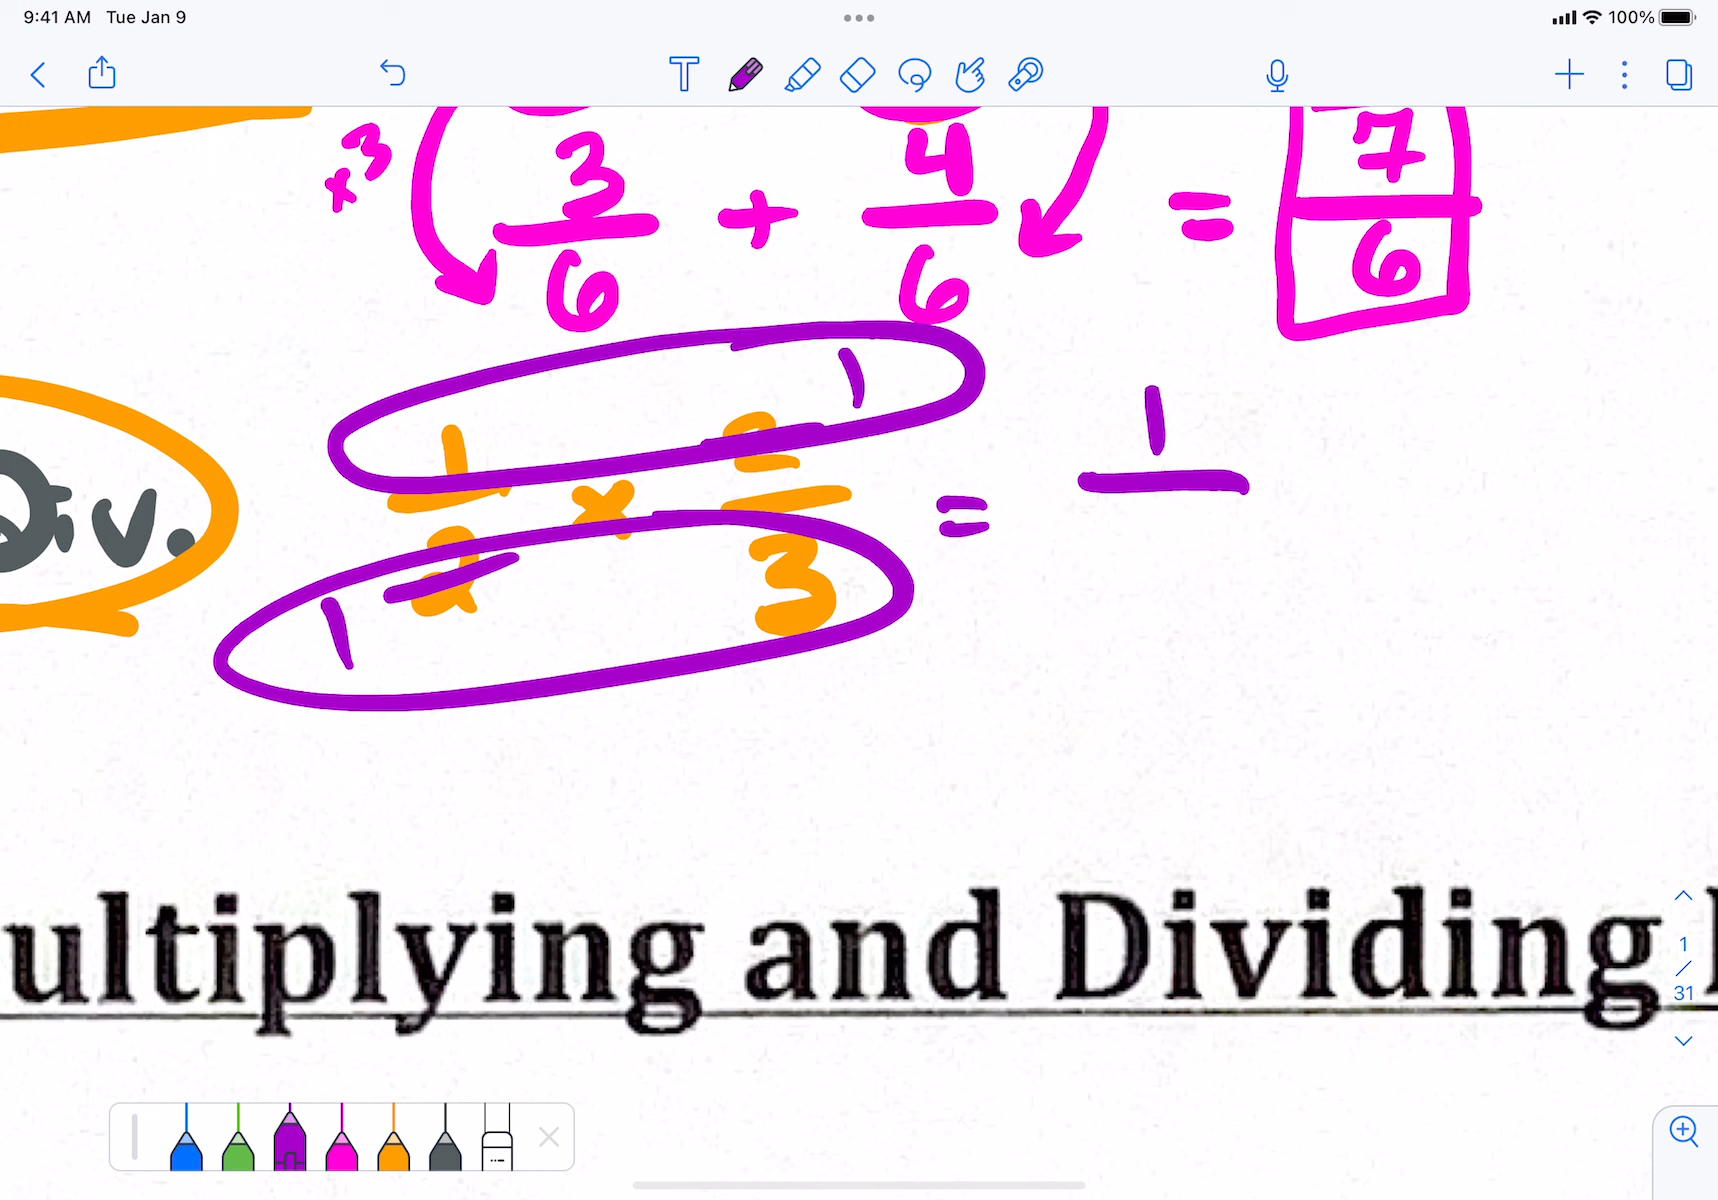 9:41 AM Tue Jan 9
100%
x3
3/6 + 4/6 = 7/6
1
1/2 x 2/3 = 1/
1
Div.
ultiplying and Dividing
1
/
31